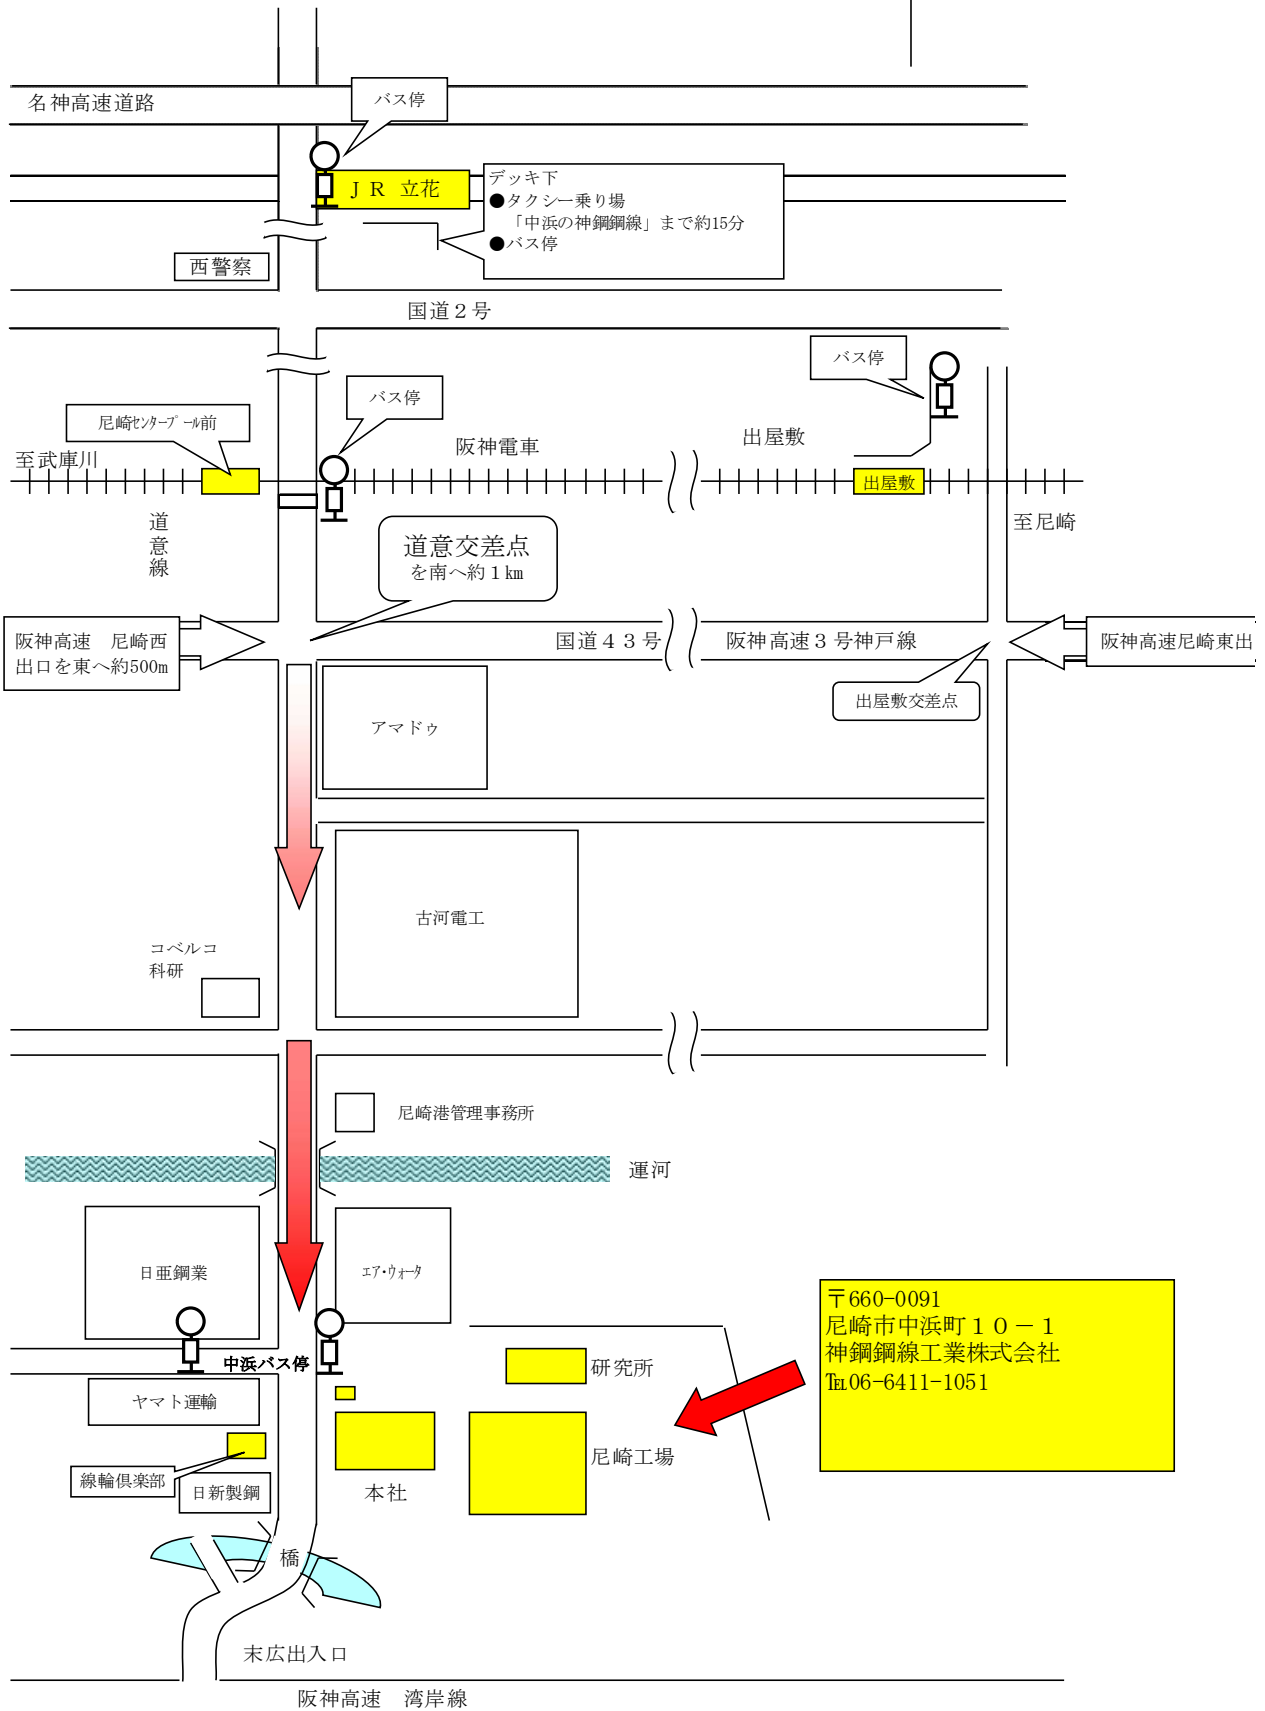 名神高速道路
バス停
ＪＲ 立花
デッキ下
●タクシー乗り場
「中浜の神鋼鋼線」まで約15分
●バス停
西警察
国道２号
バス停
バス停
尼崎ｾﾝﾀｰﾌﾟｰﾙ前
出屋敷
阪神電車
至武庫川
出屋敷
道意線
至尼崎
道意交差点
を南へ約１㎞
阪神高速　尼崎西
出口を東へ約500m
国道４３号
阪神高速３号神戸線
阪神高速尼崎東出
出屋敷交差点
アマドゥ
古河電工
コベルコ
科研
尼崎港管理事務所
運河
日亜鋼業
ｴｱ･ｳｫｰﾀ
〒660-0091
尼崎市中浜町１０－１
神鋼鋼線工業株式会社
℡06-6411-1051
中浜バス停
研究所
ヤマト運輸
尼崎工場
線輪倶楽部
日新製鋼
本社
橋
末広出入口
阪神高速　湾岸線